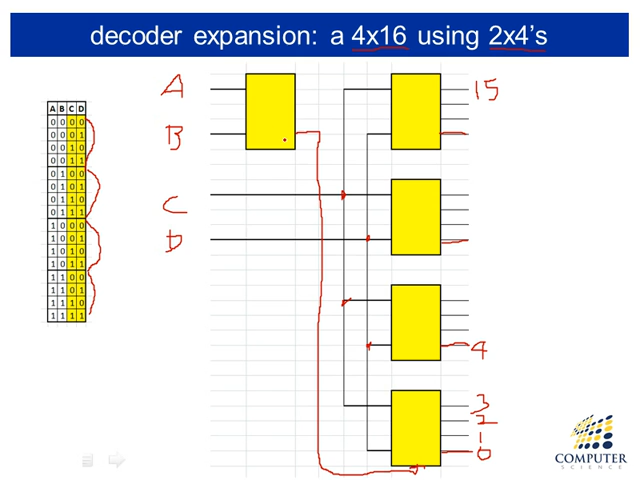 decoder expansion: a 4x16 using 2x4's
A
B
C
D
15
4
3
2
1
0
A B C D
0 0 0 0
0 0 0 1
0 0 1 0
0 0 1 1
0 1 0 0
0 1 0 1
0 1 1 0
0 1 1 1
1 0 0 0
1 0 0 1
1 0 1 0
1 0 1 1
1 1 0 0
1 1 0 1
1 1 1 0
1 1 1 1
COMPUTER
SCIENCE